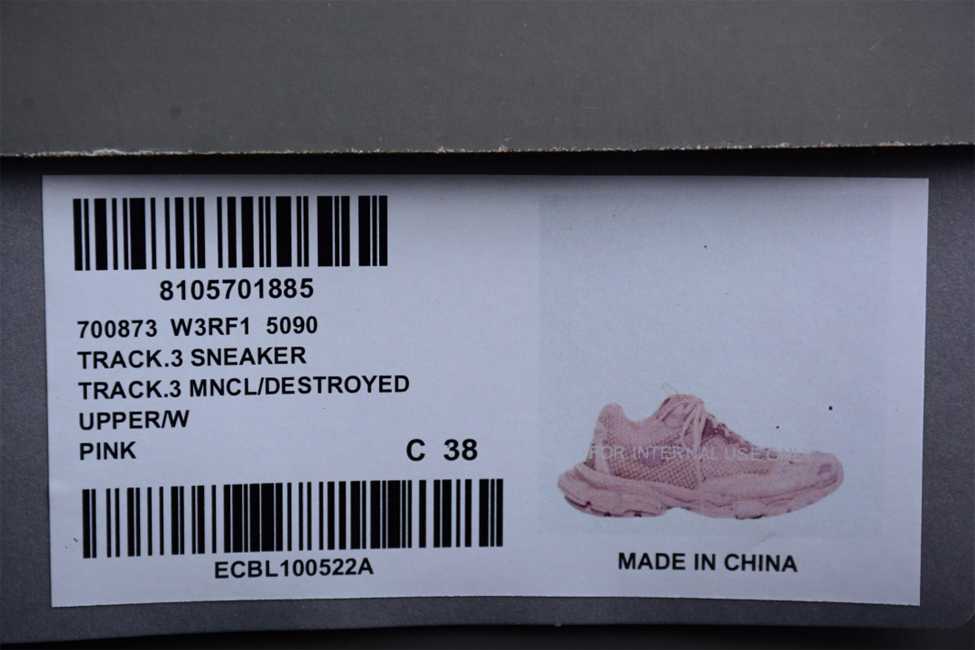 8105701885
700873 W3RF1 5090
TRACK.3 SNEAKER
TRACK.3 MNCL/DESTROYED
UPPER/W
PINK C 38
ECBL100522A
FOR INTERNAL USE ONLY
MADE IN CHINA